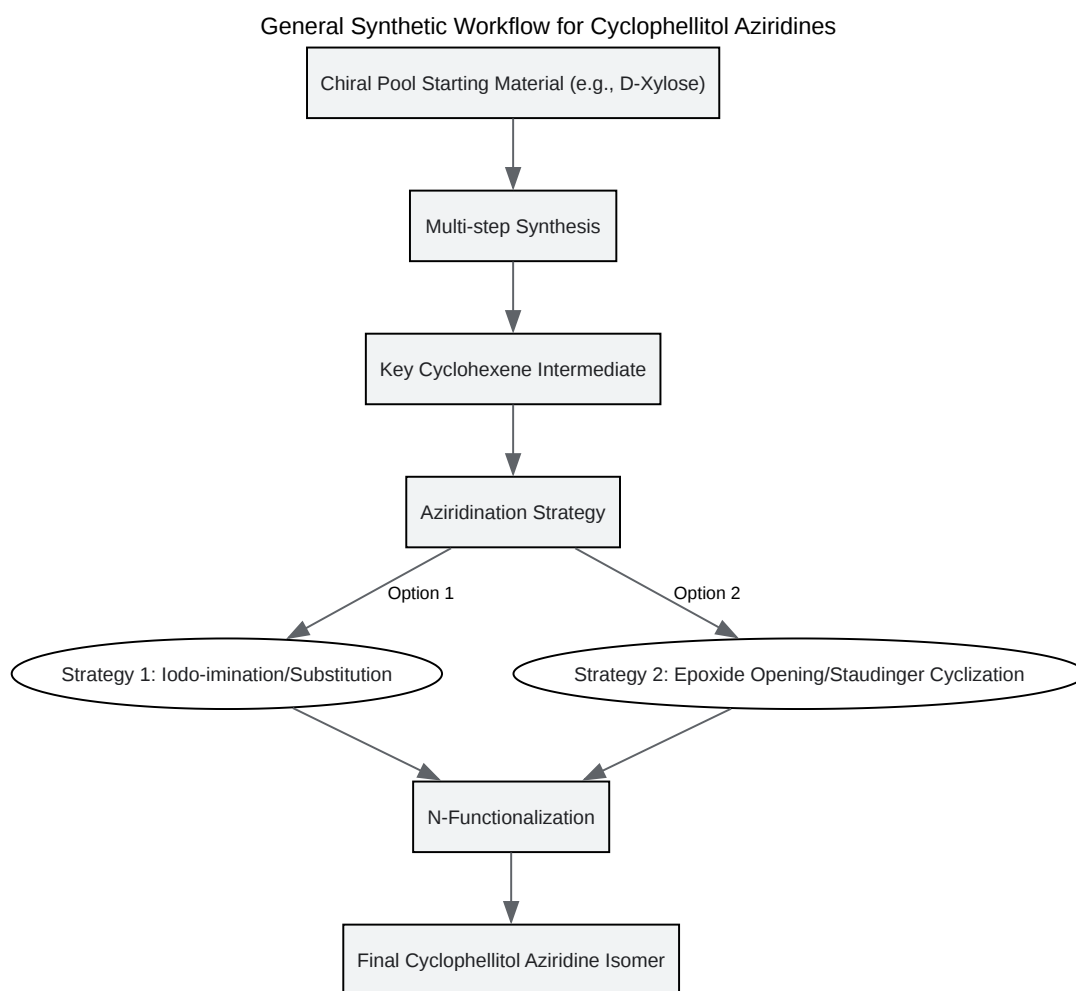 General Synthetic Workflow for Cyclophellitol Aziridines
Chiral Pool Starting Material (e.g., D-Xylose)
Multi-step Synthesis
Key Cyclohexene Intermediate
Aziridination Strategy
Option 1
Option 2
Strategy 1: Iodo-imination/Substitution
Strategy 2: Epoxide Opening/Staudinger Cyclization
N-Functionalization
Final Cyclophellitol Aziridine Isomer